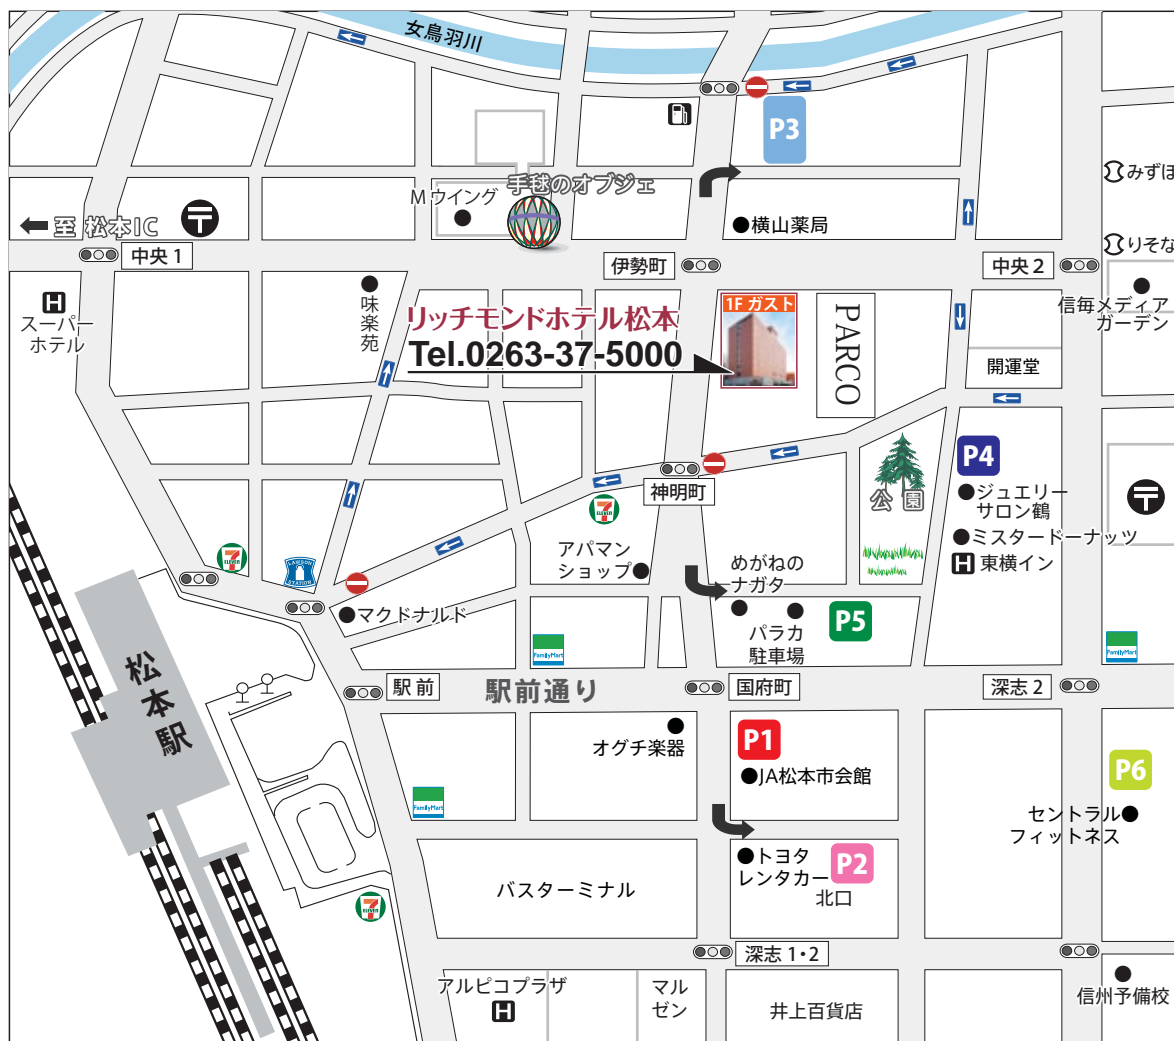 女鳥羽川
P3
みずほ
手毬のオブジェ
Mウイング
←至 松本IC
●横山薬局
りそな
中央1
伊勢町
中央2
H
スーパー
ホテル
味楽苑
1F ガスト
信毎メディア
ガーデン
リッチモンドホテル松本
Tel.0263-37-5000
PARCO
開運堂
P4
神明町
公園
●ジュエリー
サロン鶴
●ミスタードーナッツ
H 東横イン
7 ELEVEN
アパマン
ショップ●
めがねの
ナガタ
7 ELEVEN
LAWSON
STATION
●マクドナルド
パラカ
駐車場
P5
FamilyMart
FamilyMart
松本駅
駅前
駅前通り
国府町
深志2
オグチ楽器
P1
●JA松本市会館
P6
FamilyMart
セントラル●
フィットネス
●トヨタ
レンタカー
P2
北口
バスターミナル
7 ELEVEN
深志1・2
アルピコプラザ
H
マル
ゼン
井上百貨店
信州予備校